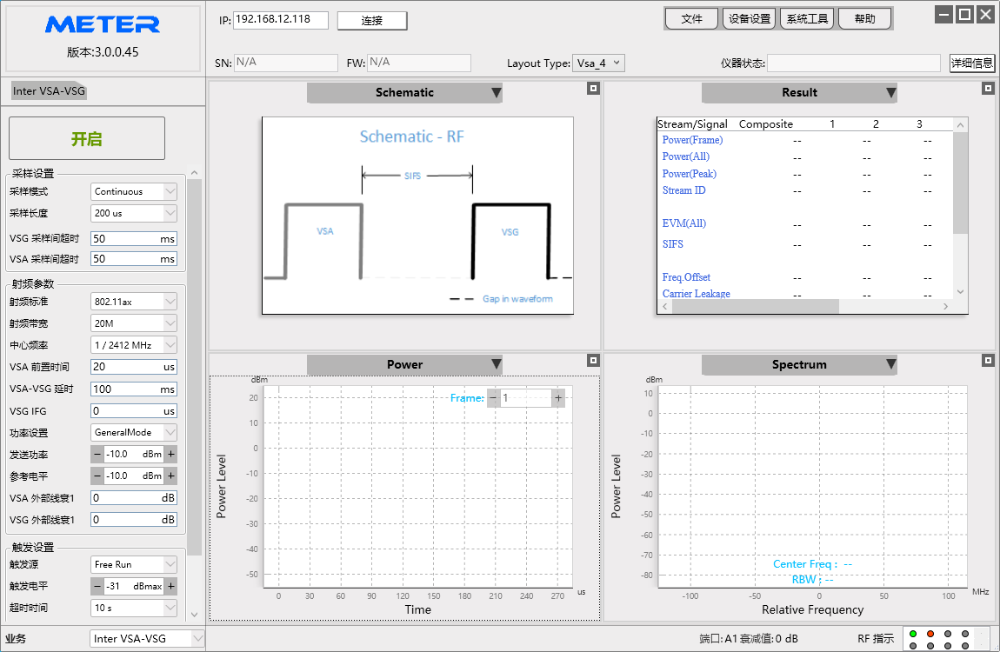 METER
版本:3.0.0.45
IP: 192.168.12.118 连接
文件 设备设置 系统工具 帮助
SN: N/A FW: N/A Layout Type: Vsa_4 仪器状态: 详细信息
Inter VSA-VSG
开启
采样设置
采样模式 Continuous
采样长度 200 us
VSG 采样间超时 50 ms
VSA 采样间超时 50 ms
射频参数
射频标准 802.11ax
射频带宽 20M
中心频率 1 / 2412 MHz
VSA 前置时间 20 us
VSA-VSG 延时 100 ms
VSG IFG 0 us
功率设置 GeneralMode
发送功率 − -10.0 dBm +
参考电平 − -10.0 dBm +
VSA 外部线衰1 0 dB
VSG 外部线衰1 0 dB
触发设置
触发源 Free Run
触发电平 − -31 dBmax +
超时时间 10 s
业务 Inter VSA-VSG
Schematic
Schematic - RF
SIFS
VSA
VSG
Gap in waveform
Result
Stream/Signal Composite 1 2 3
Power(Frame) -- -- --
Power(All) -- -- --
Power(Peak) -- -- --
Stream ID -- -- --
EVM(All) -- -- --
SIFS -- -- --
Freq.Offset -- -- --
Carrier Leakage -- -- --
Power
dBm
Frame: − 1 +
20
10
0
-10
-20
-30
-40
-50
Power Level
0 30 60 90 120 150 180 210 240 270 us
Time
Spectrum
dBm
10
0
-10
-20
-30
-40
-50
-60
-70
-80
Power Level
Center Freq : --
RBW : --
-100 -50 0 50 100 MHz
Relative Frequency
端口:A1 衰减值:0 dB RF 指示